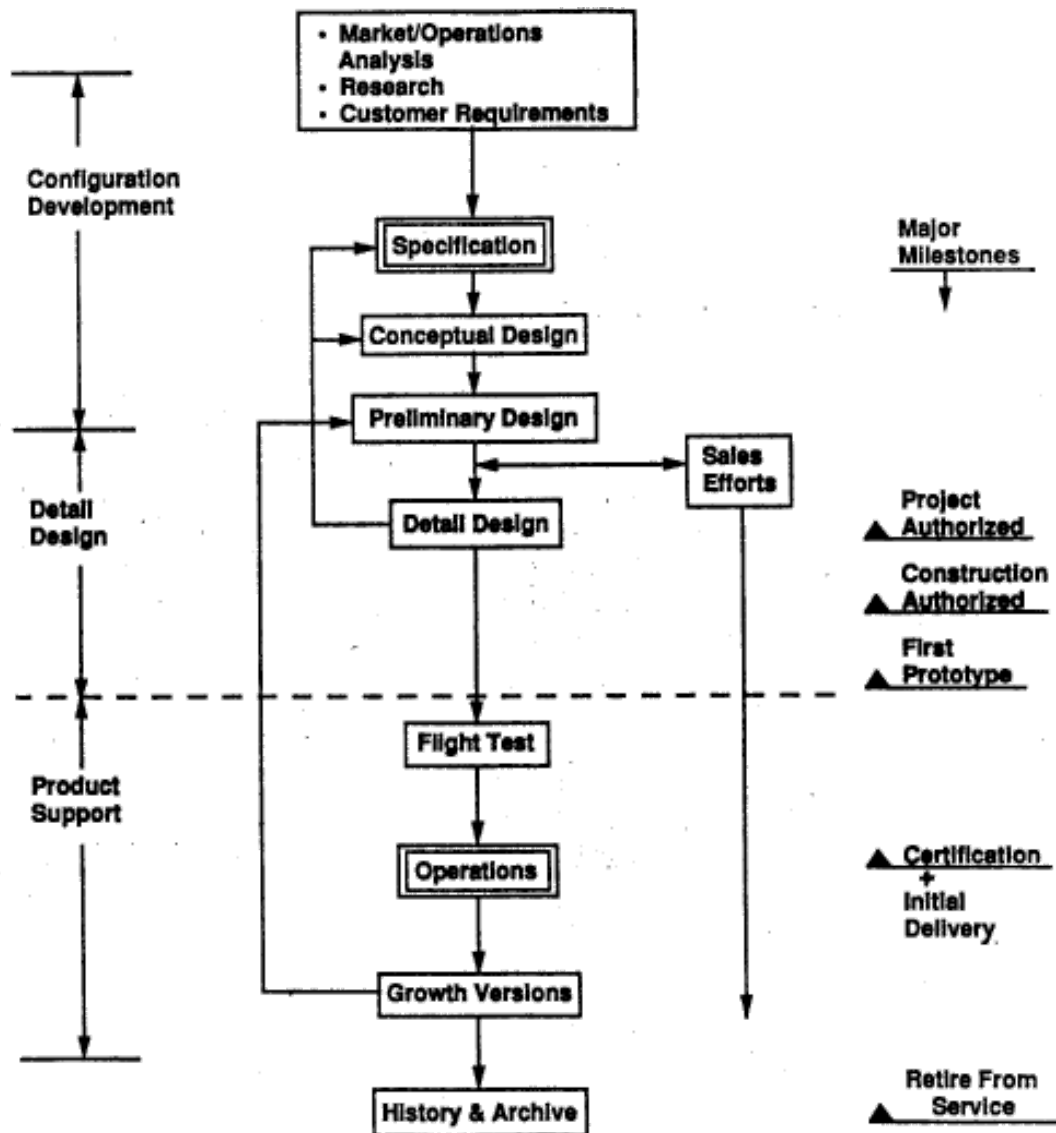 • Market/Operations
Analysis
• Research
• Customer Requirements
Configuration
Development
Specification
Major
Milestones
Conceptual Design
Preliminary Design
Sales
Efforts
Detail
Design
Detail Design
Project
Authorized
Construction
Authorized
First
Prototype
Flight Test
Product
Support
Operations
Certification
+
Initial
Delivery
Growth Versions
Retire From
Service
History & Archive